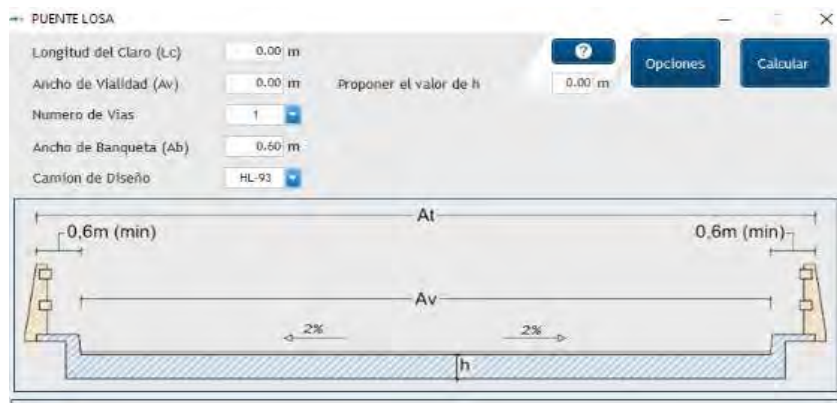 PUENTE LOSA
Longitud del Claro (Lc) 0.00 m
Opciones Calcular
Ancho de Vialidad (Av) 0.00 m Proponer el valor de h 0.00 m
Numero de Vias 1
Ancho de Banqueta (Ab) 0.60 m
Camion de Diseño HL-93
At
0,6m (min) 0,6m (min)
Av
2% 2%
h